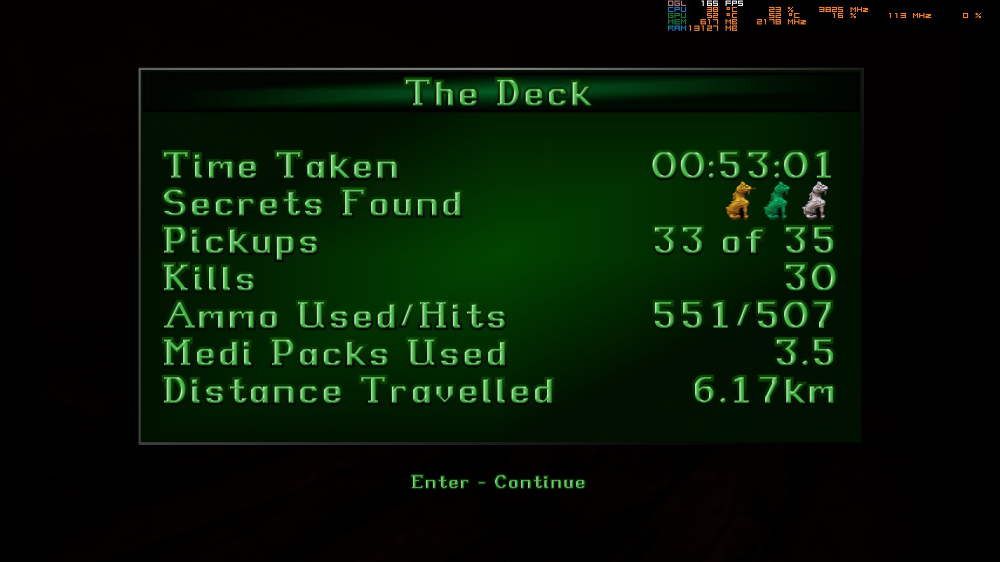 OGL 165 FPS
CPU 38 °C 23 % 3825 MHz
GPU 52 °C 52 °C 16 % 113 MHz 0 %
MEM 617 MB 2178 MHz
RAM 13127 MB
The Deck
Time Taken 00:53:01
Secrets Found
Pickups 33 of 35
Kills 30
Ammo Used/Hits 551/507
Medi Packs Used 3.5
Distance Travelled 6.17km
Enter - Continue